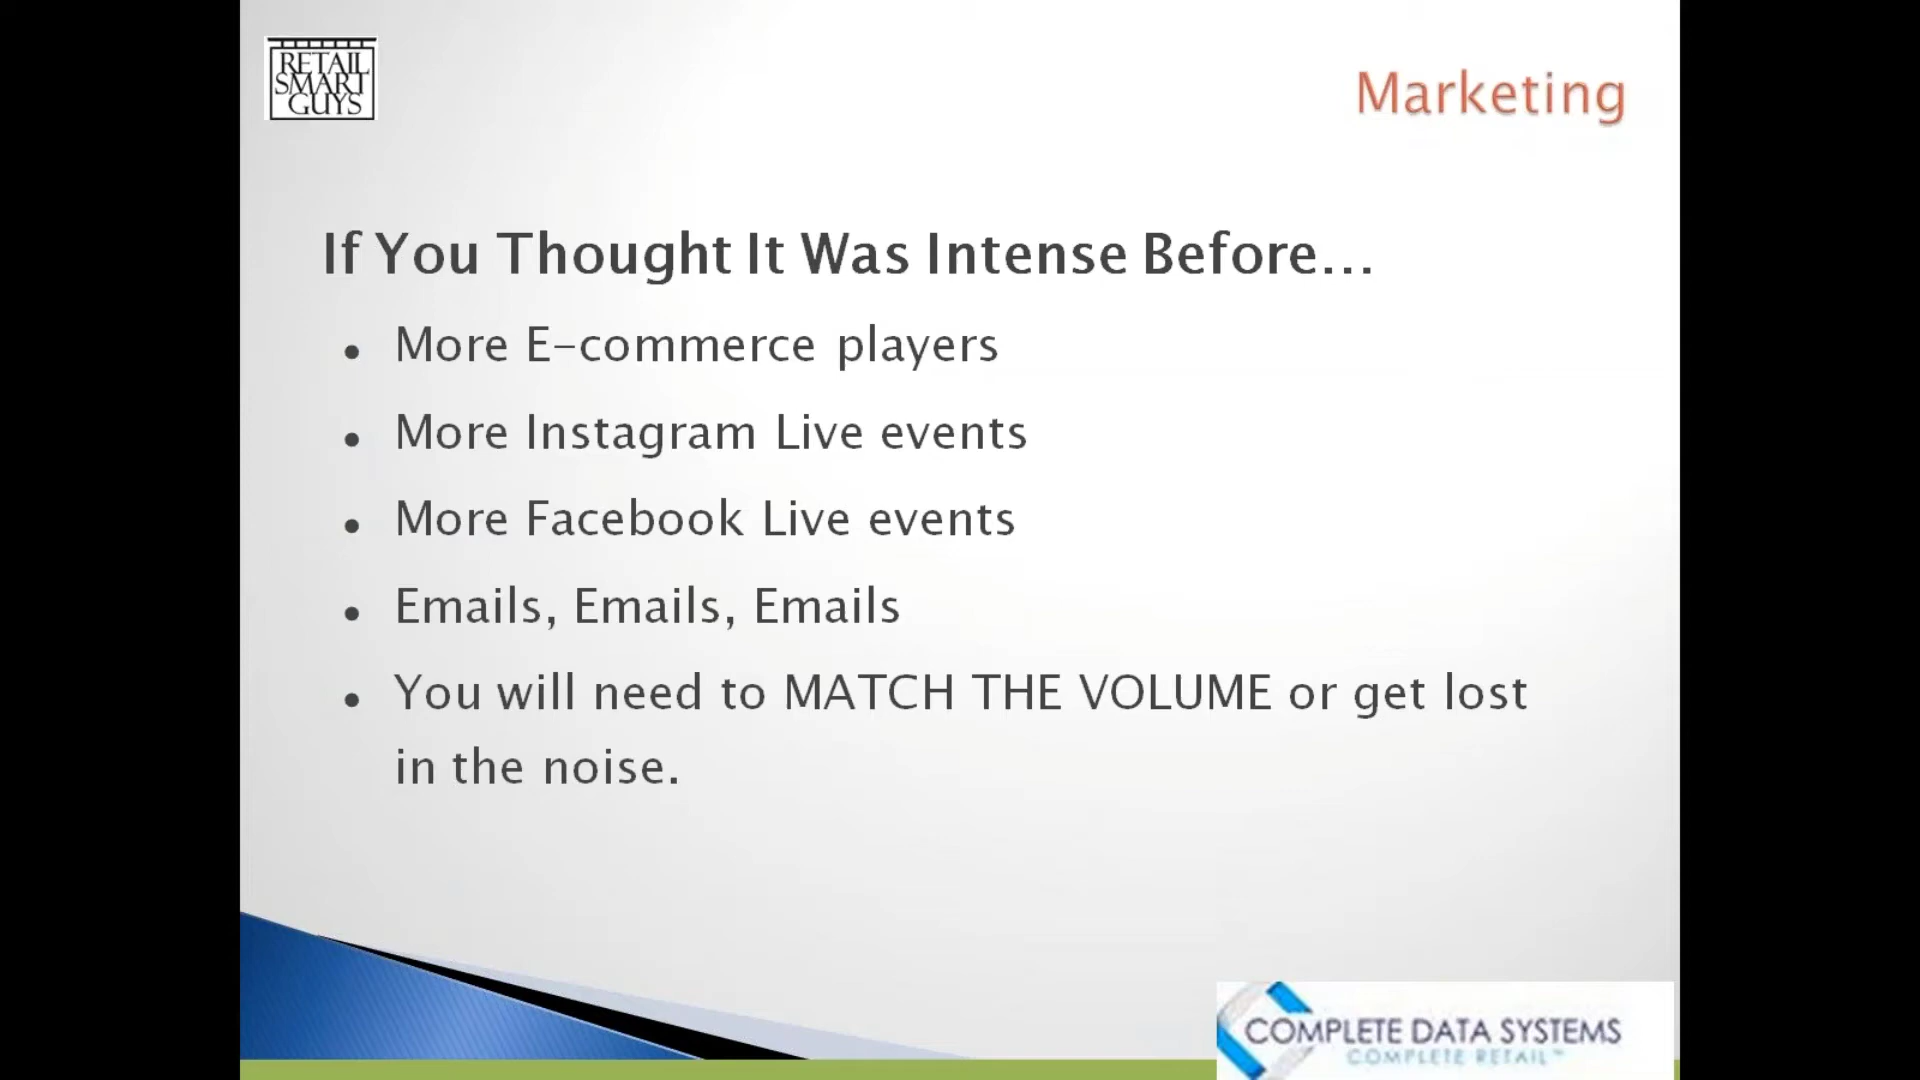 RETAIL
SMART
GUYS
Marketing
If You Thought It Was Intense Before...
• More E-commerce players
• More Instagram Live events
• More Facebook Live events
• Emails, Emails, Emails
• You will need to MATCH THE VOLUME or get lost
in the noise.
COMPLETE DATA SYSTEMS
COMPLETE RETAIL™